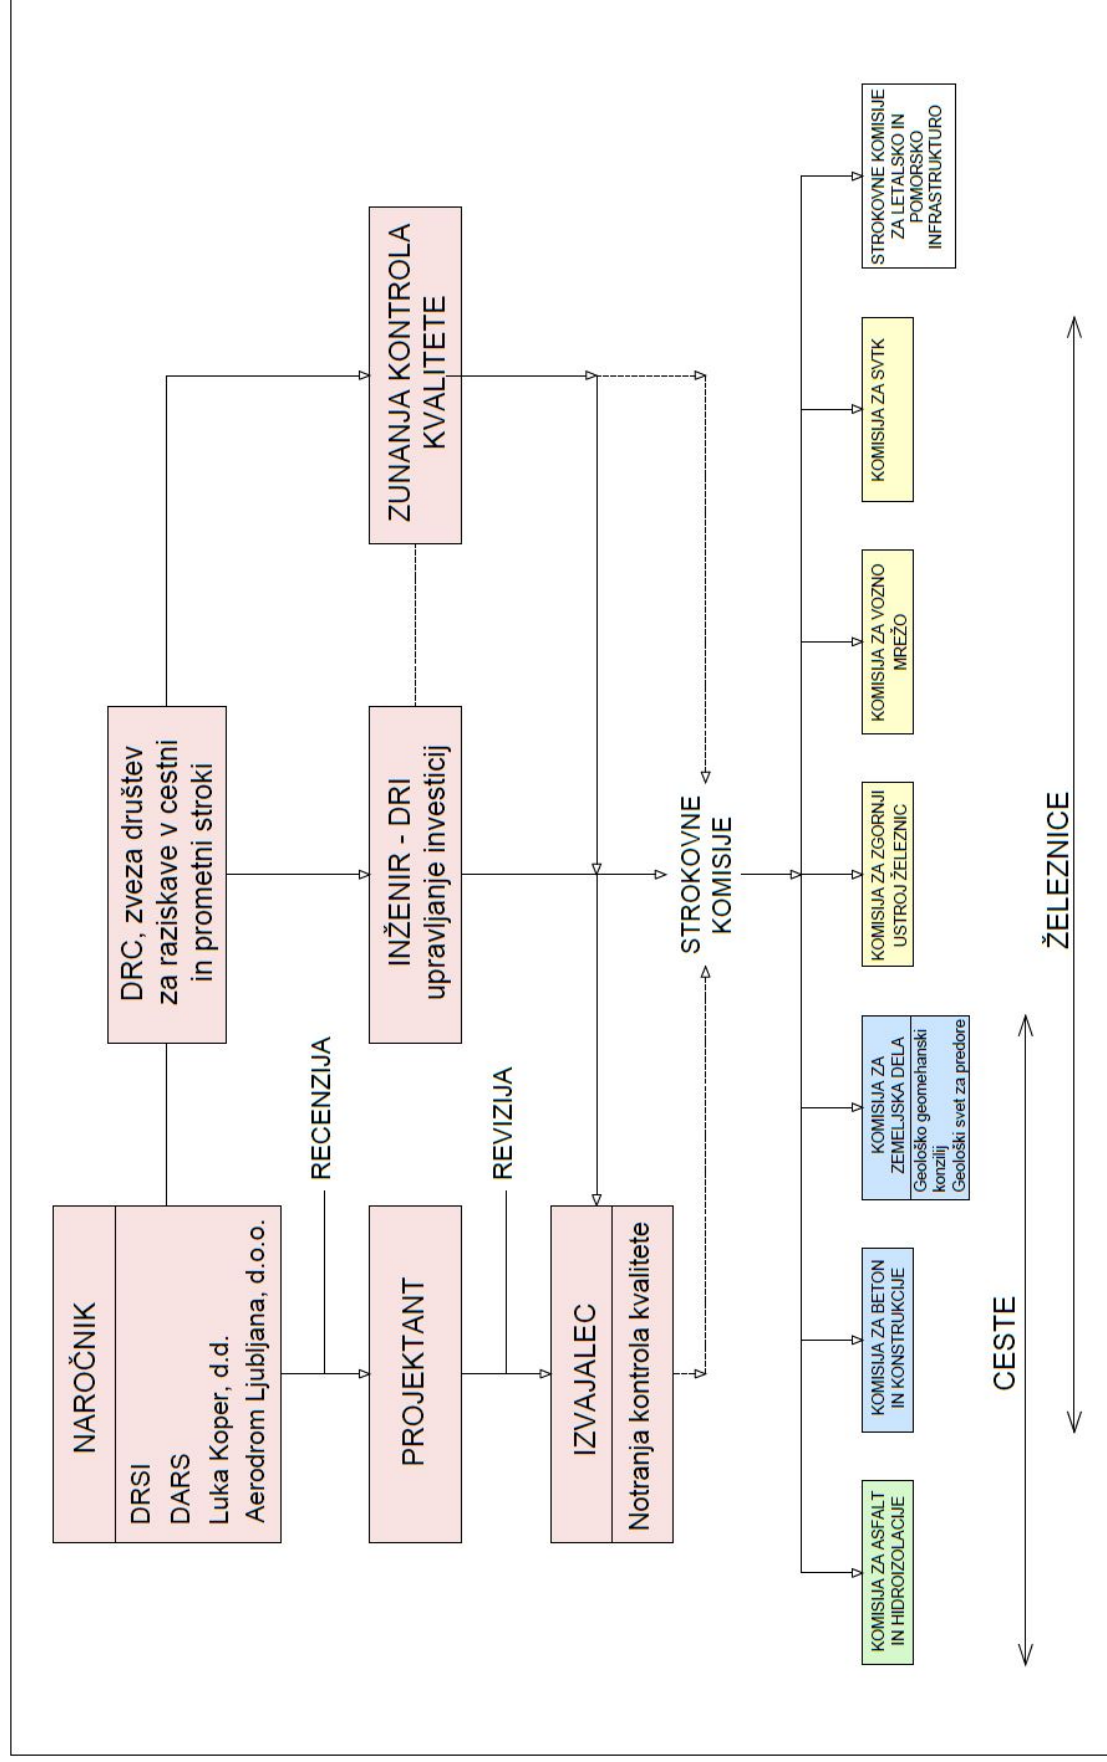 NAROČNIK
DRSI
DARS
Luka Koper, d.d.
Aerodrom Ljubljana, d.o.o.
DRC, zveza društev
za raziskave v cestni
in prometni stroki
RECENZIJA
PROJEKTANT
INŽENIR - DRI
upravljanje investicij
ZUNANJA KONTROLA
KVALITETE
REVIZIJA
IZVAJALEC
Notranja kontrola kvalitete
STROKOVNE
KOMISIJE
KOMISIJA ZA ASFALT
IN HIDROIZOLACIJE
KOMISIJA ZA BETON
IN KONSTRUKCIJE
KOMISIJA ZA
ZEMELJSKA DELA
Geološko geomehanski
konzilij
Geološki svet za predore
KOMISIJA ZA ZGORNJI
USTROJ ŽELEZNIC
KOMISIJA ZA VOZNO
MREŽO
KOMISIJA ZA SVTK
STROKOVNE KOMISIJE
ZA LETALSKO IN
POMORSKO
INFRASTRUKTURO
CESTE
ŽELEZNICE